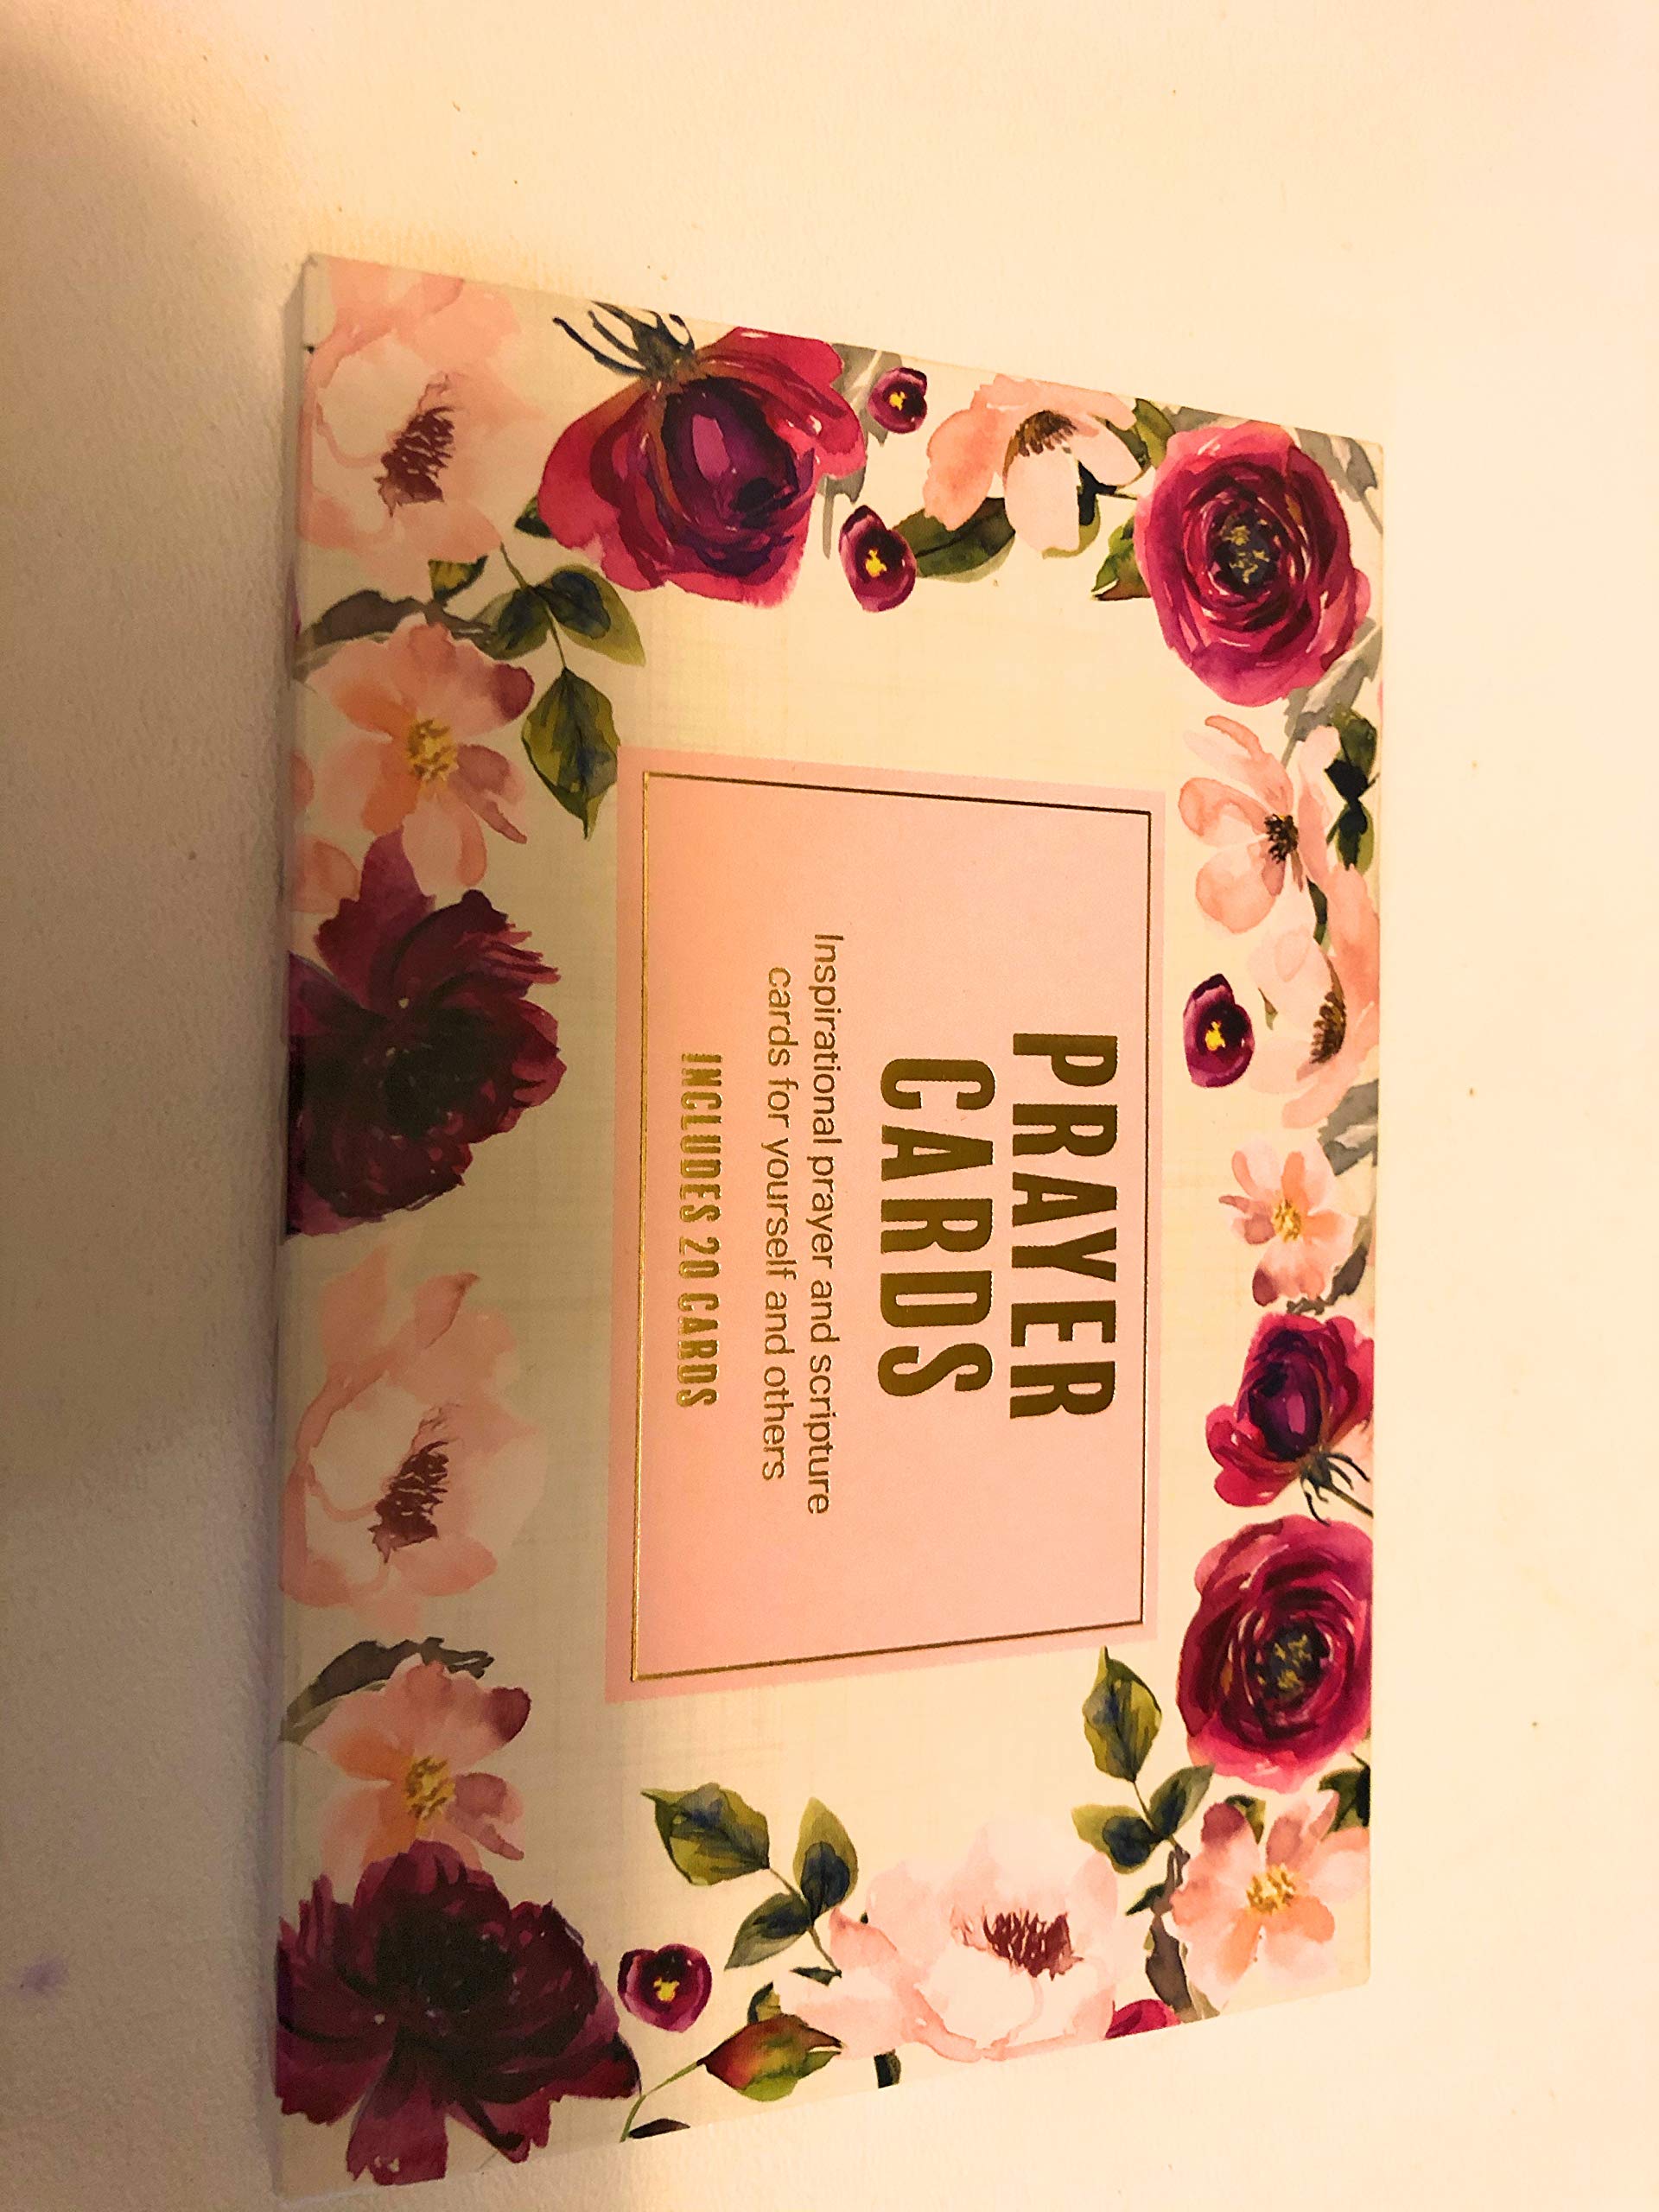 PRAYER
CARDS
Inspirational prayer and scripture
cards for yourself and others
INCLUDES 20 CARDS